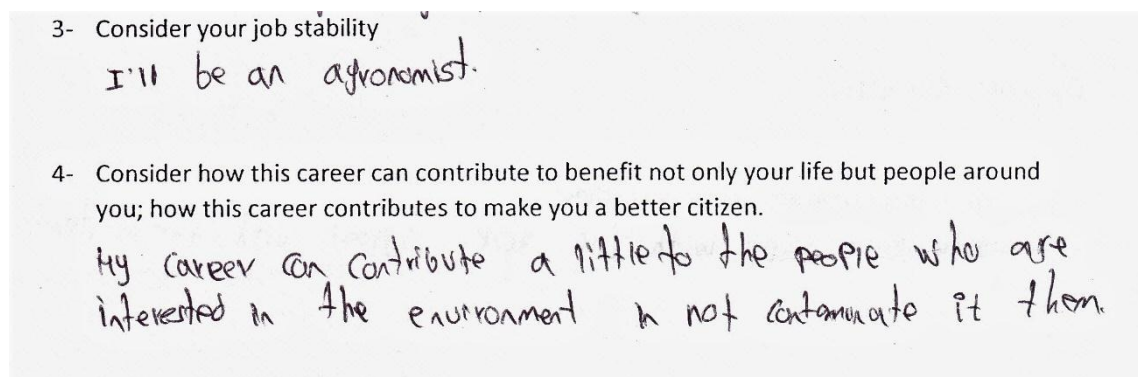 3- Consider your job stability
I'll be an agronomist.
4- Consider how this career can contribute to benefit not only your life but people around
you; how this career contributes to make you a better citizen.
My career can contribute a little to the people who are
interested in the environment in not contamunate it them.